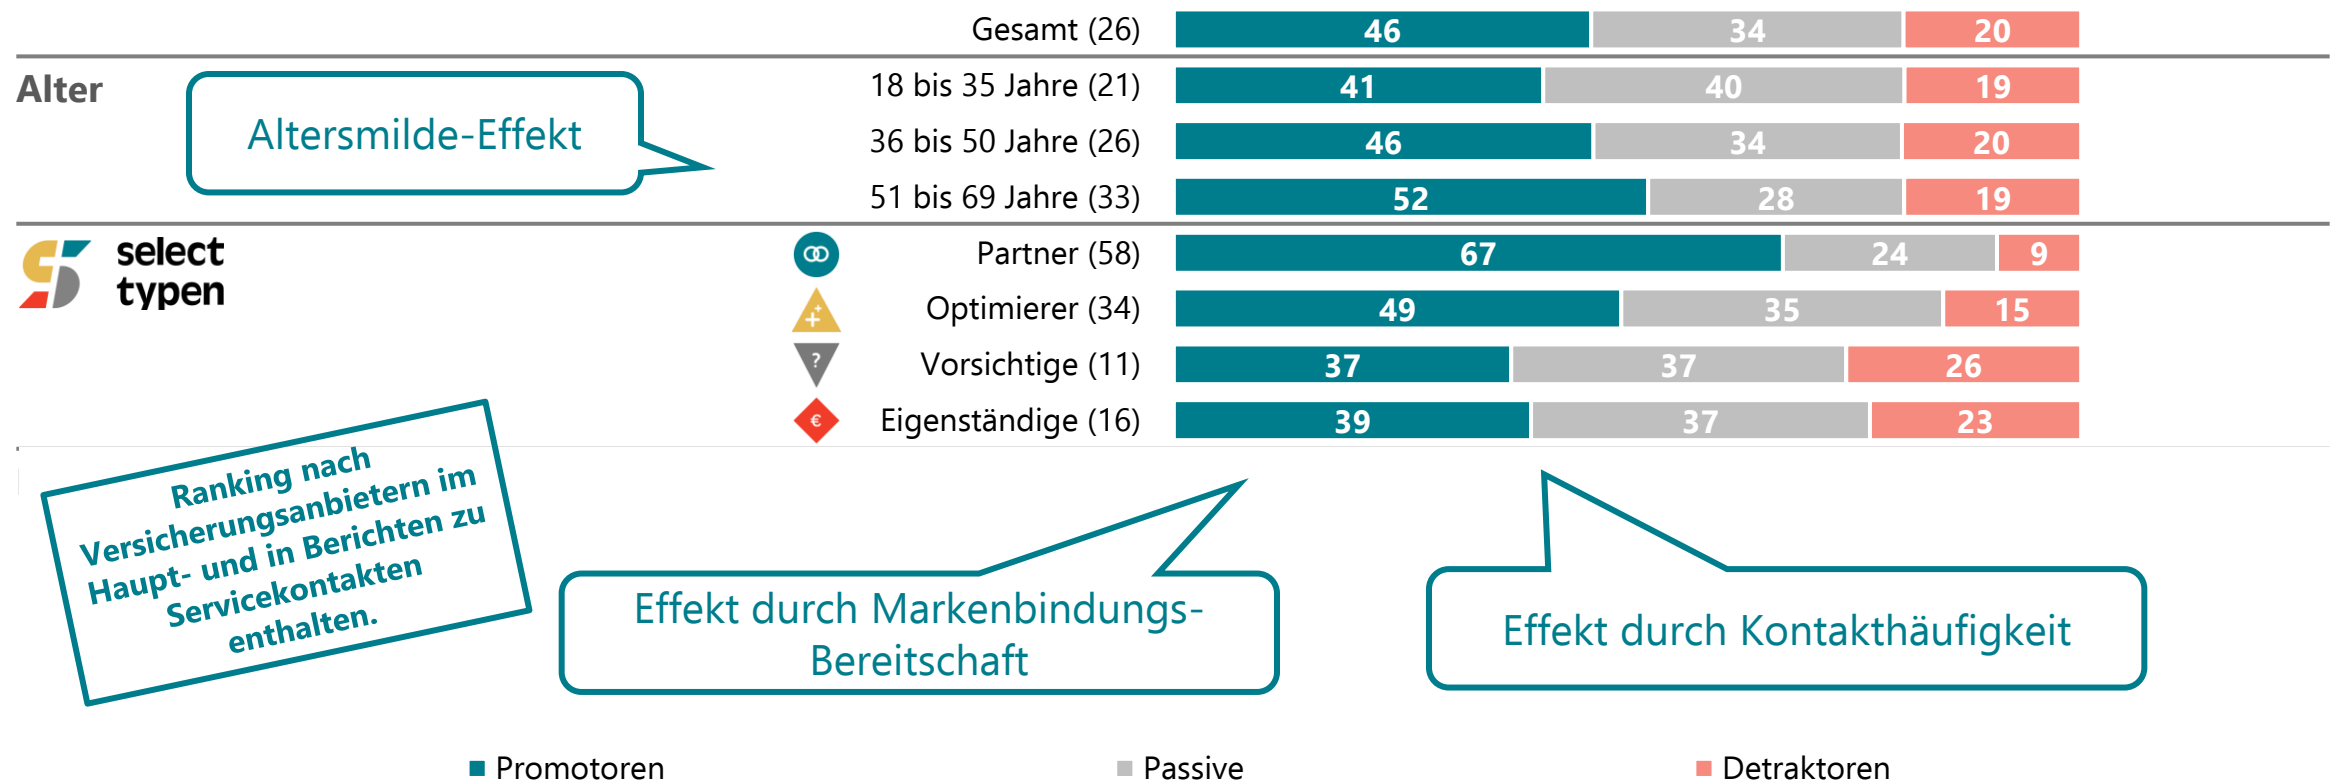 Gesamt (26) 46 34 20
Alter
Altersmilde-Effekt
18 bis 35 Jahre (21) 41 40 19
36 bis 50 Jahre (26) 46 34 20
51 bis 69 Jahre (33) 52 28 19
select
typen
Partner (58) 67 24 9
Optimierer (34) 49 35 15
? Vorsichtige (11) 37 37 26
€ Eigenständige (16) 39 37 23
Ranking nach
Versicherungsanbietern im
Haupt- und in Berichten zu
Servicekontakten
enthalten.
Effekt durch Markenbindungs-
Bereitschaft
Effekt durch Kontakthäufigkeit
Promotoren Passive Detraktoren